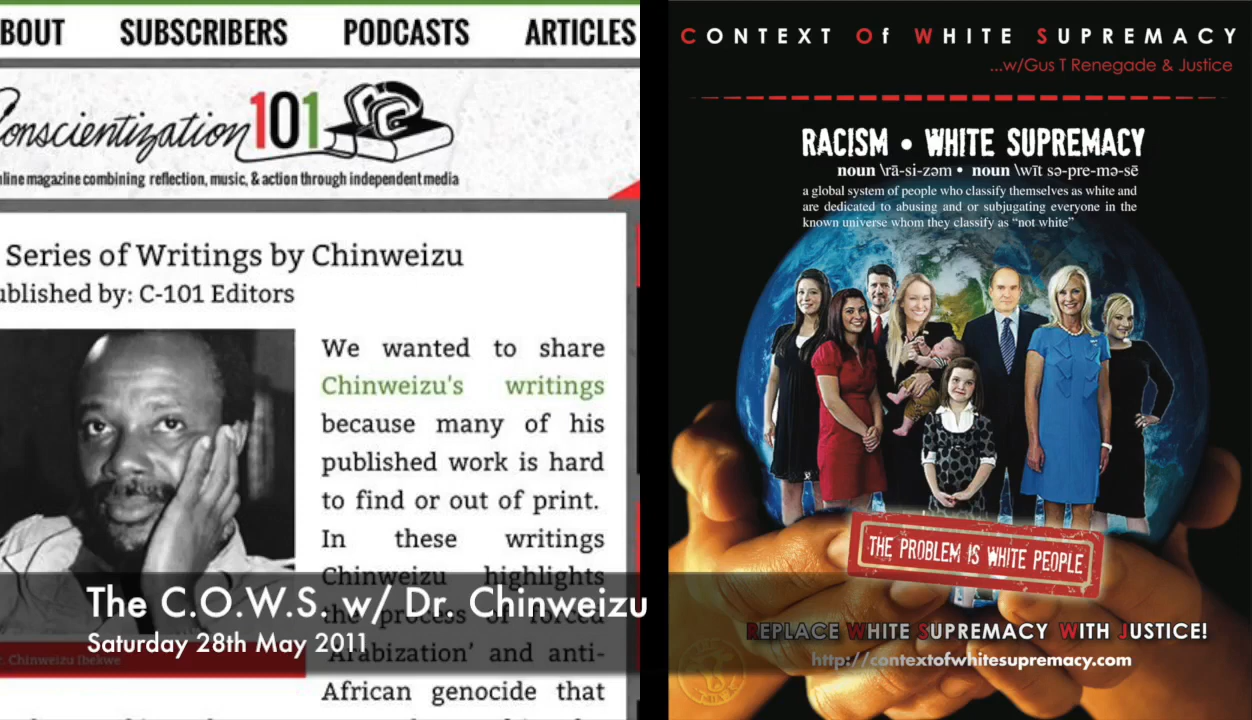 BOUT SUBSCRIBERS PODCASTS ARTICLES
Conscientization 101
nline magazine combining reflection, music, & action through independent media
Series of Writings by Chinweizu
ublished by: C-101 Editors
We wanted to share
Chinweizu's writings
because many of his
published work is hard
to find or out of print.
In these writings
Chinweizu highlights
the process of forced
'Arabization' and anti-
African genocide that
r. Chinweizu Ibekwe
The C.O.W.S. w/ Dr. Chinweizu
Saturday 28th May 2011
CONTEXT Of WHITE SUPREMACY
...w/Gus T Renegade & Justice
RACISM • WHITE SUPREMACY
noun \rā-si-zəm • noun \wīt sə-pre-mə-sē
a global system of people who classify themselves as white and
are dedicated to abusing and or subjugating everyone in the
known universe whom they classify as “not white”
THE PROBLEM IS WHITE PEOPLE
REPLACE WHITE SUPREMACY WITH JUSTICE!
http://contextofwhitesupremacy.com